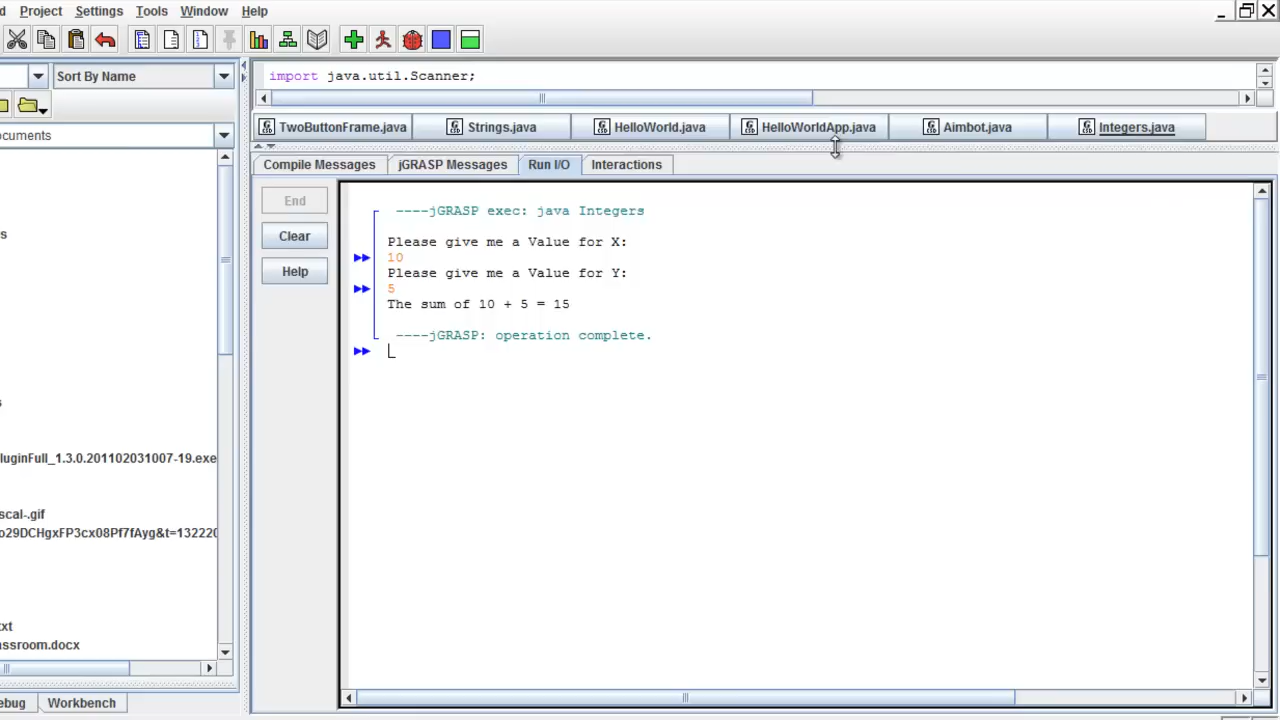 d Project Settings Tools Window Help
Sort By Name
import java.util.Scanner;
ocuments
TwoButtonFrame.java Strings.java HelloWorld.java HelloWorldApp.java Aimbot.java Integers.java
Compile Messages jGRASP Messages Run I/O Interactions
End
Clear
Help
----jGRASP exec: java Integers
Please give me a Value for X:
10
Please give me a Value for Y:
5
The sum of 10 + 5 = 15
----jGRASP: operation complete.
s
s
luginFull_1.3.0.201102031007-19.exe
scal-.gif
o29DCHgxFP3cx08Pf7fAyg&t=13222
txt
assroom.docx
ebug Workbench